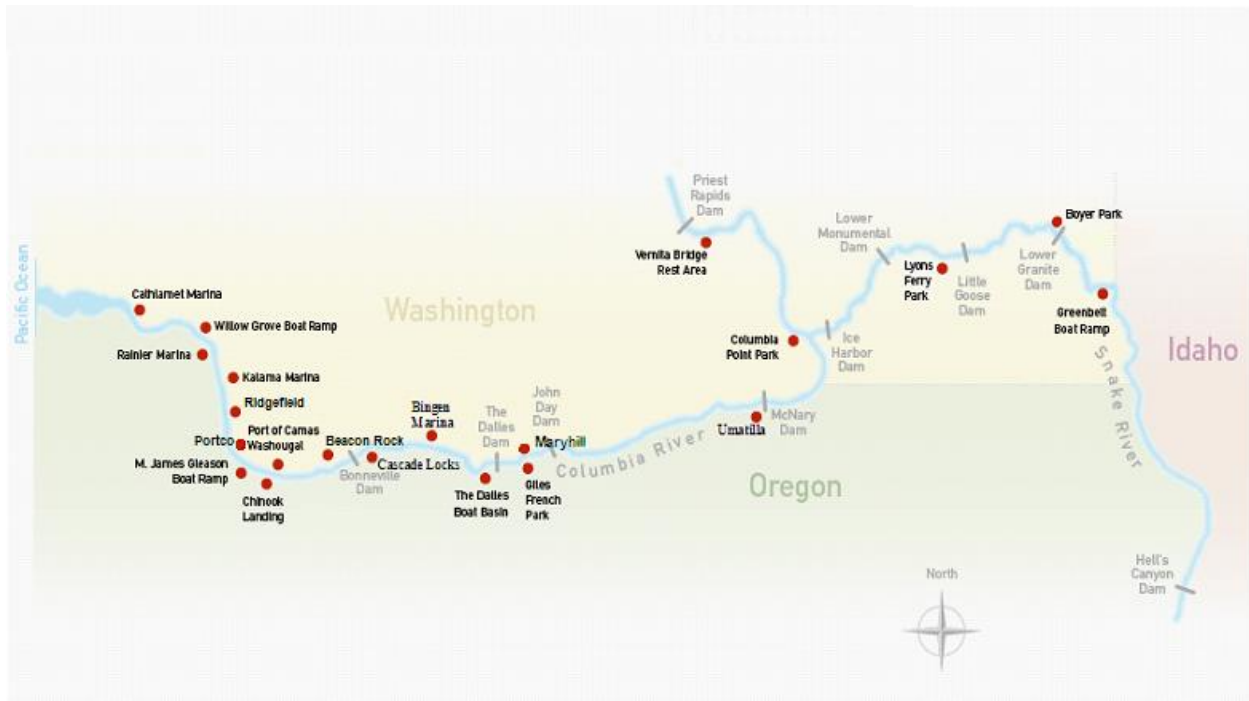 Priest
Rapids
Dam
Vernita Bridge
Rest Area
Lower
Monumental
Dam
Boyer Park
Lyons
Ferry
Park
Little
Goose
Dam
Lower
Granite
Dam
Greenbelt
Boat Ramp
Pacific Ocean
Cathlamet Marina
Washington
Willow Grove Boat Ramp
Rainier Marina
Columbia
Point Park
Ice
Harbor
Dam
Idaho
Snake River
Kalama Marina
Ridgefield
Portco
Port of Camas
Washougal
M. James Gleason
Boat Ramp
Chinook
Landing
Beacon Rock
Bonneville
Dam
Cascade Locks
Bingen
Marina
The
Dalles
Dam
John
Day
Dam
Maryhill
The Dalles
Boat Basin
Giles
French
Park
Columbia River
Umatilla
McNary
Dam
Oregon
Hell's
Canyon
Dam
North